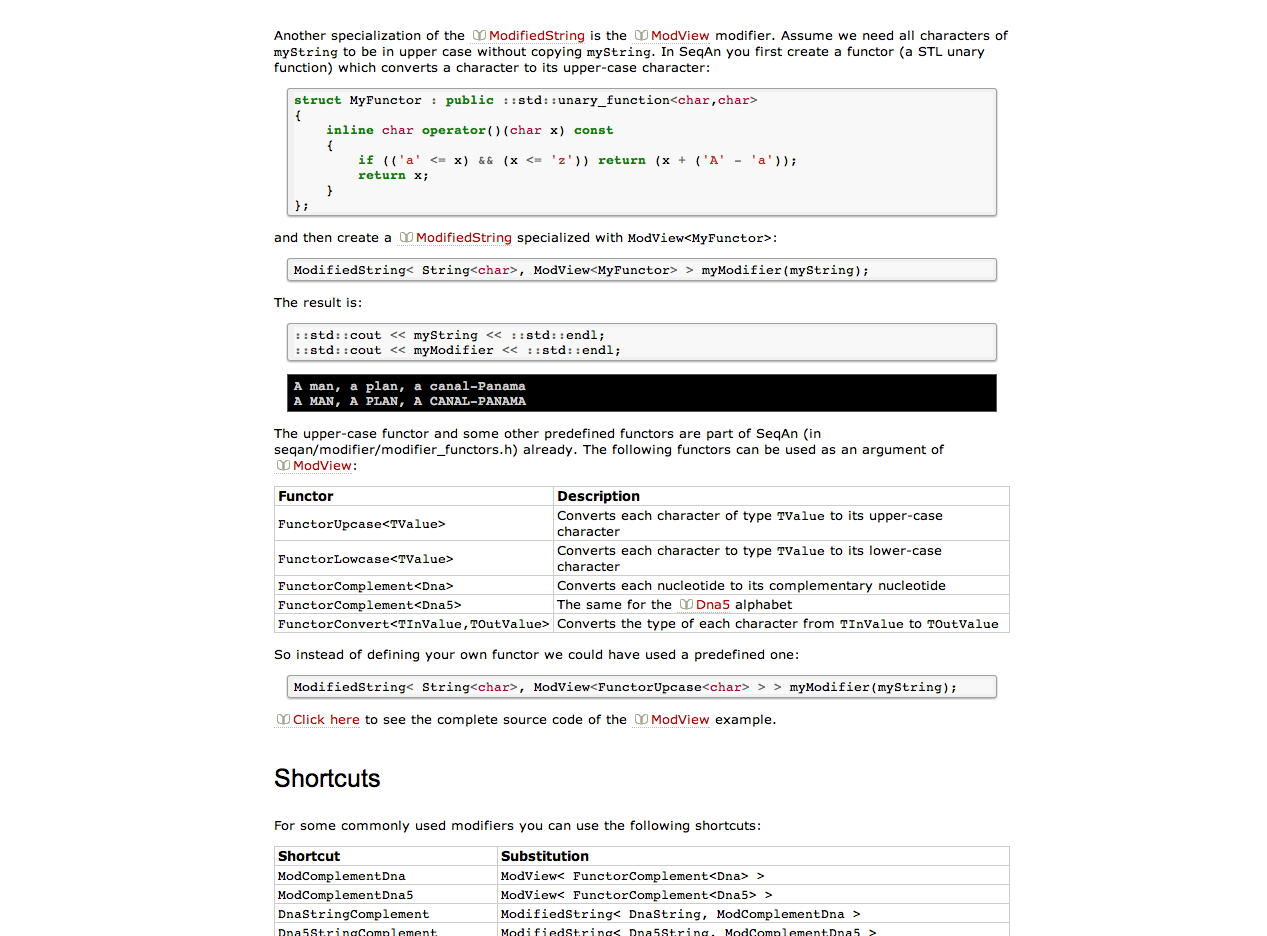 Another specialization of the ModifiedString is the ModView modifier. Assume we need all characters of
myString to be in upper case without copying myString. In SeqAn you first create a functor (a STL unary
function) which converts a character to its upper-case character:
struct MyFunctor : public ::std::unary_function<char,char>
{
    inline char operator()(char x) const
    {
        if (('a' <= x) && (x <= 'z')) return (x + ('A' - 'a'));
        return x;
    }
};
and then create a ModifiedString specialized with ModView<MyFunctor>:
ModifiedString< String<char>, ModView<MyFunctor> > myModifier(myString);
The result is:
::std::cout << myString << ::std::endl;
::std::cout << myModifier << ::std::endl;
A man, a plan, a canal-Panama
A MAN, A PLAN, A CANAL-PANAMA
The upper-case functor and some other predefined functors are part of SeqAn (in
seqan/modifier/modifier_functors.h) already. The following functors can be used as an argument of
ModView:
Functor Description
FunctorUpcase<TValue> Converts each character of type TValue to its upper-case
character
FunctorLowcase<TValue> Converts each character to type TValue to its lower-case
character
FunctorComplement<Dna> Converts each nucleotide to its complementary nucleotide
FunctorComplement<Dna5> The same for the Dna5 alphabet
FunctorConvert<TInValue,TOutValue> Converts the type of each character from TInValue to TOutValue
So instead of defining your own functor we could have used a predefined one:
ModifiedString< String<char>, ModView<FunctorUpcase<char> > > myModifier(myString);
Click here to see the complete source code of the ModView example.
Shortcuts
For some commonly used modifiers you can use the following shortcuts:
Shortcut Substitution
ModComplementDna ModView< FunctorComplement<Dna> >
ModComplementDna5 ModView< FunctorComplement<Dna5> >
DnaStringComplement ModifiedString< DnaString, ModComplementDna >
Dna5StringComplement ModifiedString< Dna5String, ModComplementDna5 >